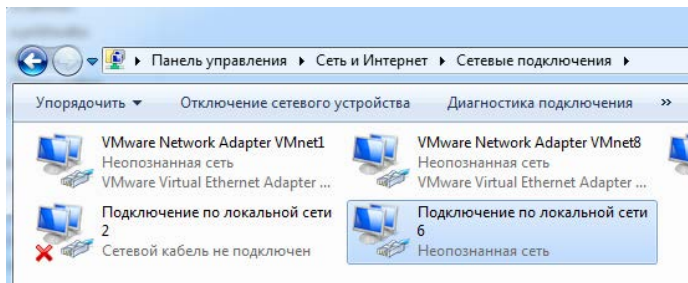 Панель управления ▸ Сеть и Интернет ▸ Сетевые подключения ▸
Упорядочить ▼ Отключение сетевого устройства Диагностика подключения »
VMware Network Adapter VMnet1
Неопознанная сеть
VMware Virtual Ethernet Adapter ...
VMware Network Adapter VMnet8
Неопознанная сеть
VMware Virtual Ethernet Adapter ...
Подключение по локальной сети
2
Сетевой кабель не подключен
Подключение по локальной сети
6
Неопознанная сеть